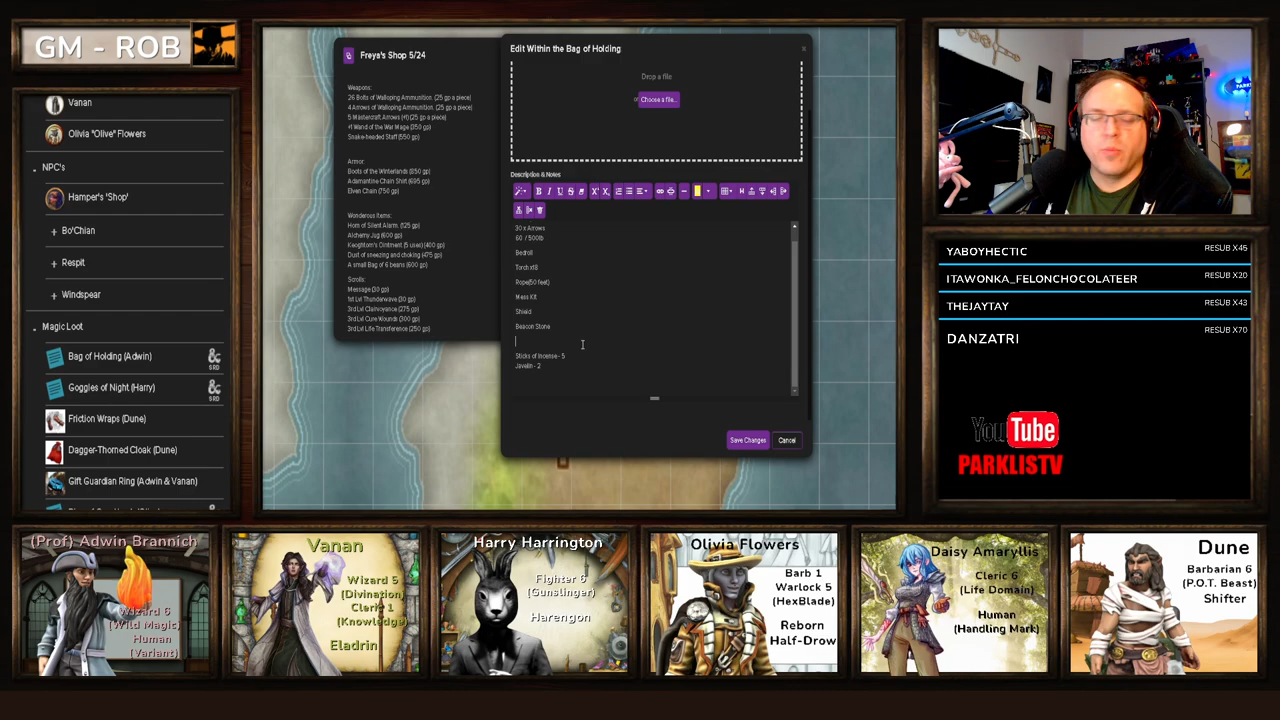 GM - ROB
Vanan
Olivia "Olive" Flowers
NPC's
Hamper's 'Shop'
Bo'Chian
Respit
Windspear
Magic Loot
Bag of Holding (Adwin)
SRD
Goggles of Night (Harry)
SRD
Friction Wraps (Dune)
Dagger-Thorned Cloak (Dune)
Gift Guardian Ring (Adwin & Vanan)
Freya's Shop 5/24
Weapons:
26 Bolts of Walloping Ammunition. (25 gp a piece)
4 Arrows of Walloping Ammunition. (25 gp a piece)
5 Mastercraft Arrows (+1) (25 gp a piece)
+1 Wand of the War Mage (350 gp)
Snake-headed Staff (550 gp)
Armor:
Boots of the Winterlands (850 gp)
Adamantine Chain Shirt (695 gp)
Elven Chain (750 gp)
Wonderous Items:
Horn of Silent Alarm. (125 gp)
Alchemy Jug (600 gp)
Keoghtom's Ointment (5 uses) (400 gp)
Dust of sneezing and choking (475 gp)
A small Bag of 6 beans (600 gp)
Scrolls:
Message (30 gp)
1st Lvl Thunderwave (30 gp)
3rd Lvl Clairvoyance (275 gp)
3rd Lvl Cure Wounds (300 gp)
3rd Lvl Life Transference (250 gp)
Edit Within the Bag of Holding
Drop a file
or Choose a file...
Description & Notes
30 x Arrows
60 / 500lb
Bedroll
Torch x18
Rope(50 feet)
Mess Kit
Shield
Beacon Stone
Sticks of Incense - 5
Javelin - 2
Save Changes
Cancel
YABOYHECTIC RESUB X45
ITAWONKA_FELONCHOCOLATEER RESUB X20
THEJAYTAY RESUB X43
DANZATRI RESUB X70
YouTube
PARKLISTV
(Prof) Adwin Brannich
Wizard 6
(Wild Magic)
Human
(Variant)
Vanan
Wizard 5
(Divination)
Cleric 1
(Knowledge)
Eladrin
Harry Harrington
Fighter 6
(Gunslinger)
Harengon
Olivia Flowers
Barb 1
Warlock 5
(HexBlade)
Reborn
Half-Drow
Daisy Amaryllis
Cleric 6
(Life Domain)
Human
(Handling Mark)
Dune
Barbarian 6
(P.O.T. Beast)
Shifter